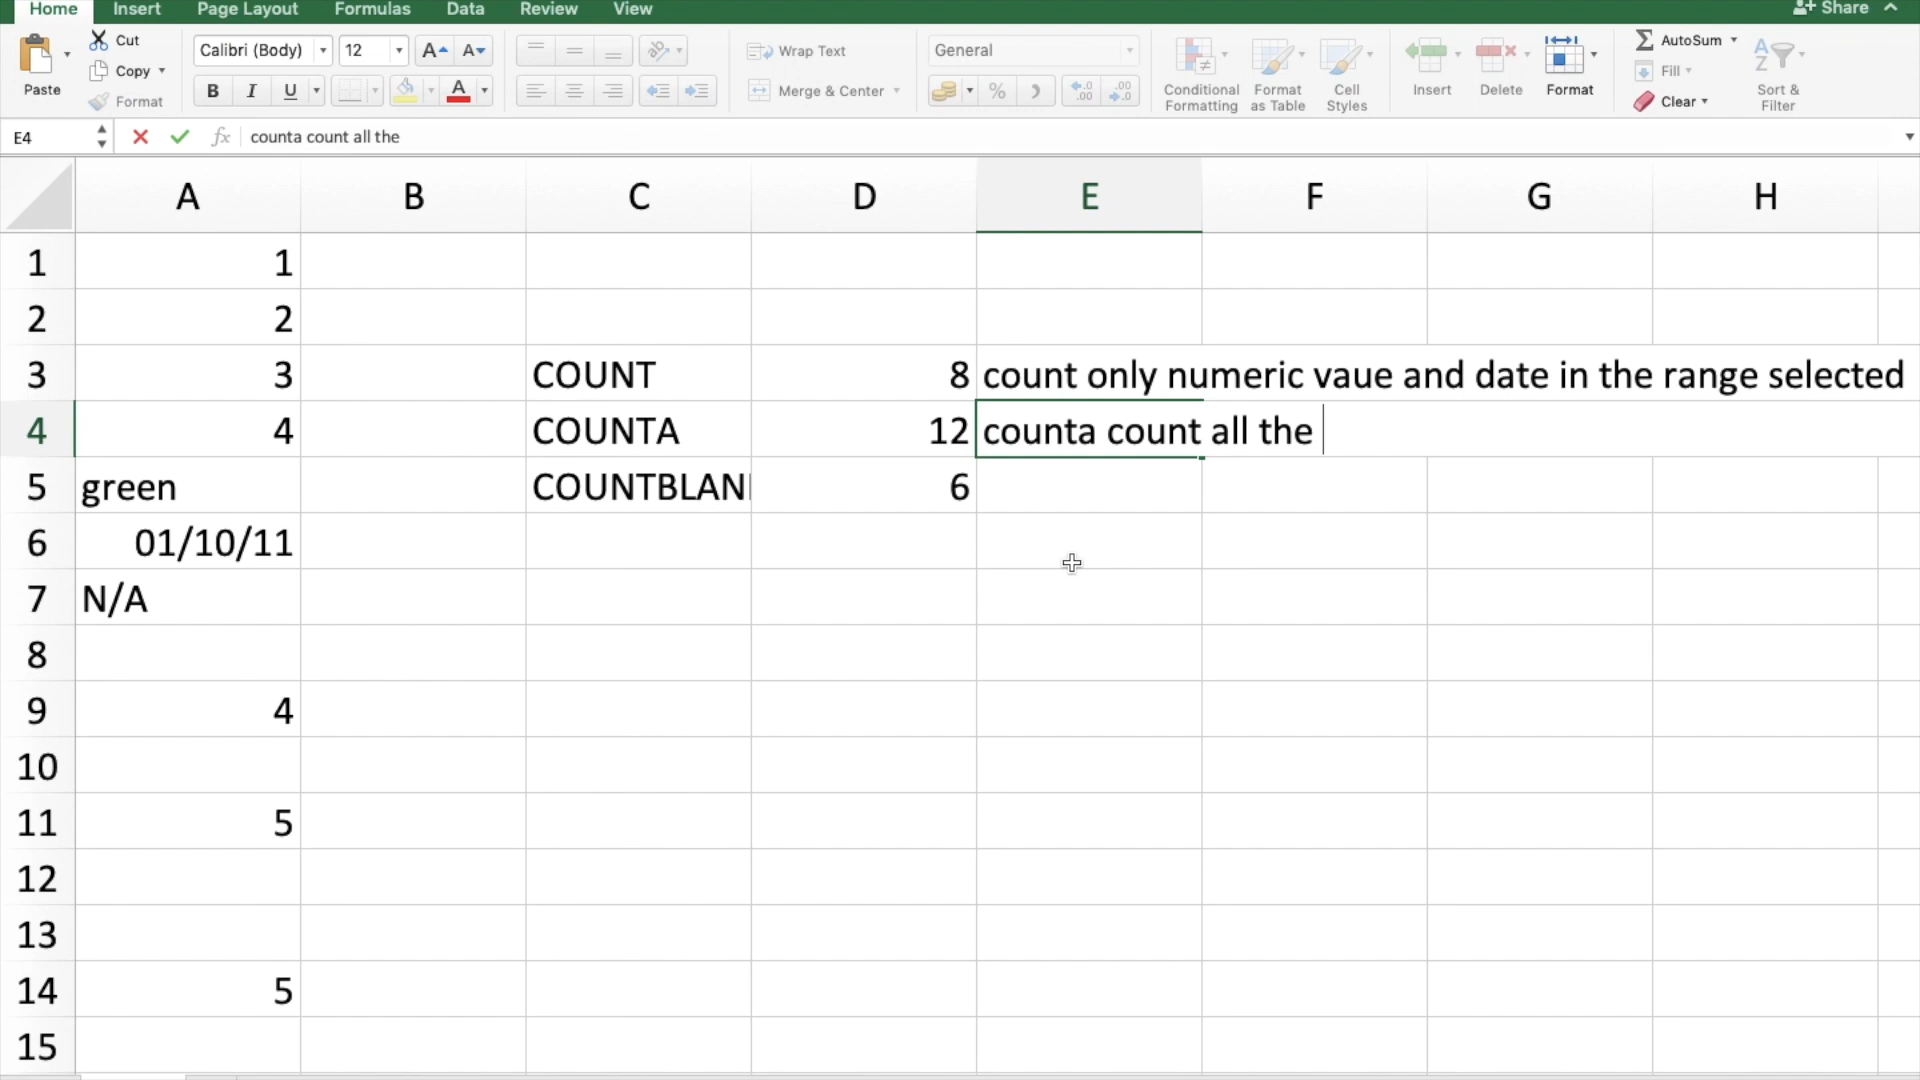 Home Insert Page Layout Formulas Data Review View Share
Paste Cut Copy Format
Calibri (Body) 12 A A
B I U A
Wrap Text
Merge & Center
General
%
Conditional Formatting
Format as Table
Cell Styles
Insert Delete Format
AutoSum
Fill
Clear
Sort & Filter
E4 fx counta count all the
A B C D E F G H
1 1
2 2
3 3 COUNT 8 count only numeric vaue and date in the range selected
4 4 COUNTA 12 counta count all the
5 green COUNTBLAN 6
6 01/10/11
7 N/A
8
9 4
10
11 5
12
13
14 5
15